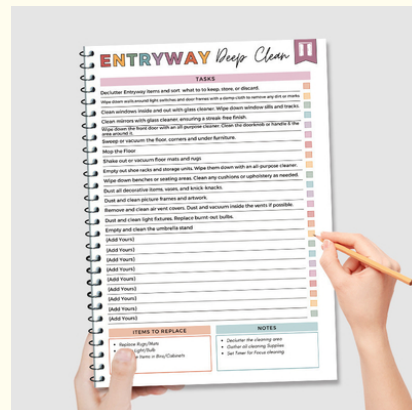 ENTRYWAY Deep Clean
TASKS
Declutter Entryway items and sort what to to keep, store, or discard.
Wipe down walls around light switches and door frames with a damp cloth to remove any dirt or marks.
Clean windows inside and out with glass cleaner. Wipe down window sills and tracks
Clean mirrors with glass cleaner, ensuring a streak-free finish.
Wipe down the front door with an all-purpose cleaner. Clean the doorknob or handle & the
area around it.
Sweep or vacuum the floor, corners and under furniture.
Mop the Floor
Shake out or vacuum floor mats and rugs
Empty out shoe racks and storage units. Wipe them down with an all-purpose cleaner.
Wipe down benches or seating areas. Clean any cushions or upholstery as needed.
Dust all decorative items, vases, and knick-knacks.
Dust and clean picture frames and artwork.
Remove and clean air vent covers. Dust and vacuum inside the vents if possible.
Dust and clean light fixtures. Replace burnt-out bulbs.
Empty and clean the umbrella stand
(Add Yours)
(Add Yours)
(Add Yours)
(Add Yours)
(Add Yours)
(Add Yours)
(Add Yours)
(Add Yours)
(Add Yours)
ITEMS TO REPLACE
Replace Rugs/Mats
Light/Bulb
Items in Bins/Cabinets
NOTES
Declutter the cleaning area
Gather all cleaning Supplies
Set Timer for Focus cleaning